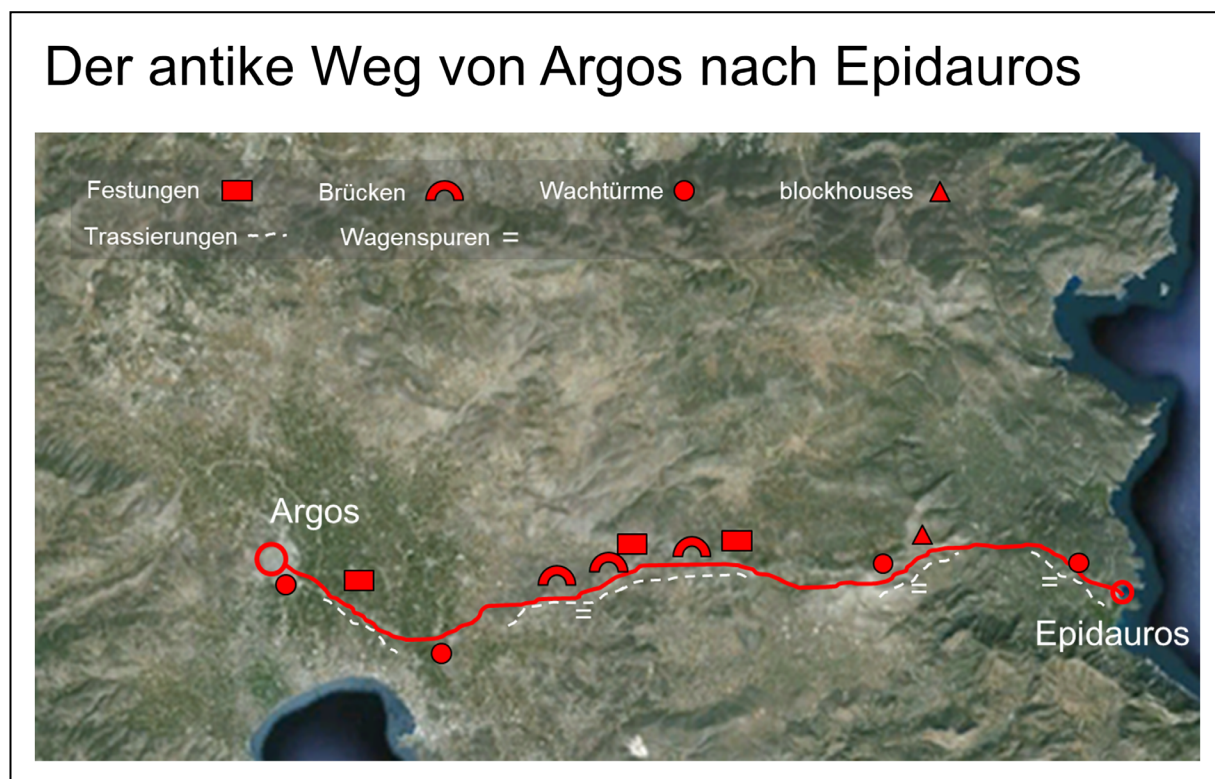 Der antike Weg von Argos nach Epidauros
Festungen Brücken Wachtürme blockhouses
Trassierungen Wagenspuren
Argos
Epidauros